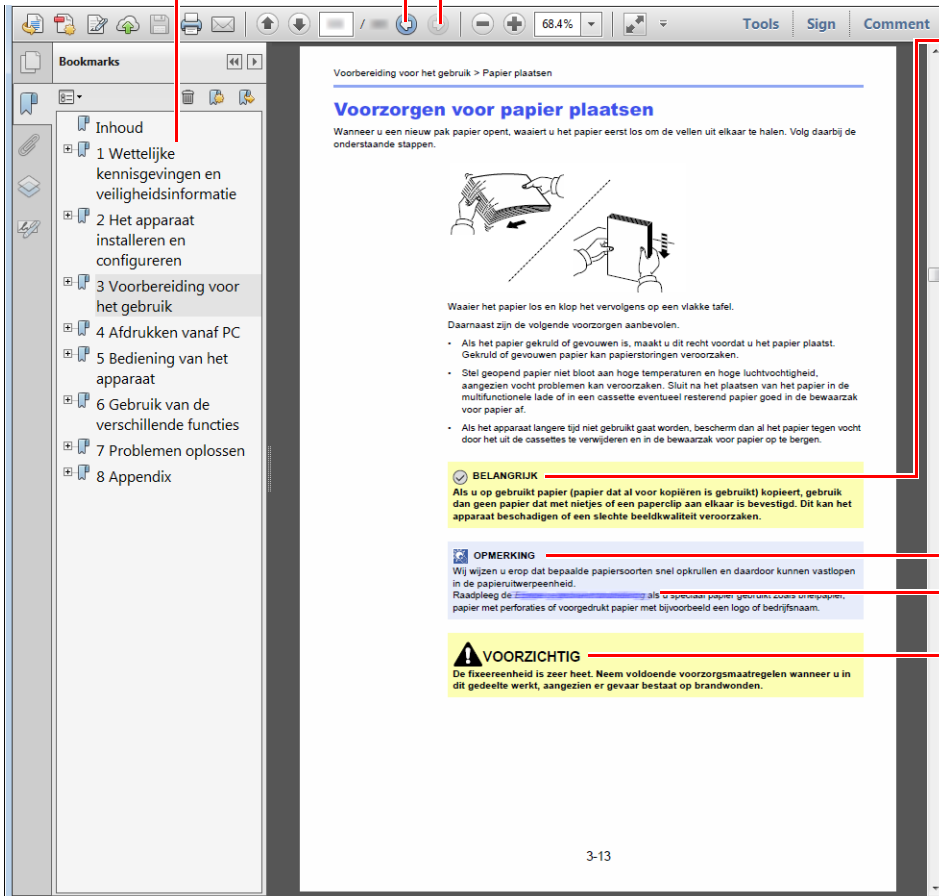 / 68.4% Tools Sign Comment
Bookmarks
Inhoud
1 Wettelijke
kennisgevingen en
veiligheidsinformatie
2 Het apparaat
installeren en
configureren
3 Voorbereiding voor
het gebruik
4 Afdrukken vanaf PC
5 Bediening van het
apparaat
6 Gebruik van de
verschillende functies
7 Problemen oplossen
8 Appendix
Voorbereiding voor het gebruik > Papier plaatsen
Voorzorgen voor papier plaatsen
Wanneer u een nieuw pak papier opent, waaiert u het papier eerst los om de vellen uit elkaar te halen. Volg daarbij de
onderstaande stappen.
Waaier het papier los en klop het vervolgens op een vlakke tafel.
Daarnaast zijn de volgende voorzorgen aanbevolen.
• Als het papier gekruld of gevouwen is, maakt u dit recht voordat u het papier plaatst.
Gekruld of gevouwen papier kan papierstoringen veroorzaken.
• Stel geopend papier niet bloot aan hoge temperaturen en hoge luchtvochtigheid,
aangezien vocht problemen kan veroorzaken. Sluit na het plaatsen van het papier in de
multifunctionele lade of in een cassette eventueel resterend papier goed in de bewaarzak
voor papier af.
• Als het apparaat langere tijd niet gebruikt gaat worden, bescherm dan al het papier tegen vocht
door het uit de cassettes te verwijderen en in de bewaarzak voor papier op te bergen.
BELANGRIJK
Als u op gebruikt papier (papier dat al voor kopiëren is gebruikt) kopieert, gebruik
dan geen papier dat met nietjes of een paperclip aan elkaar is bevestigd. Dit kan het
apparaat beschadigen of een slechte beeldkwaliteit veroorzaken.
OPMERKING
Wij wijzen u erop dat bepaalde papiersoorten snel opkrullen en daardoor kunnen vastlopen
in de papieruitwerpeenheid.
Raadpleeg de als u speciaal papier gebruikt zoals briefpapier,
papier met perforaties of voorgedrukt papier met bijvoorbeeld een logo of bedrijfsnaam.
VOORZICHTIG
De fixeereenheid is zeer heet. Neem voldoende voorzorgsmaatregelen wanneer u in
dit gedeelte werkt, aangezien er gevaar bestaat op brandwonden.
3-13